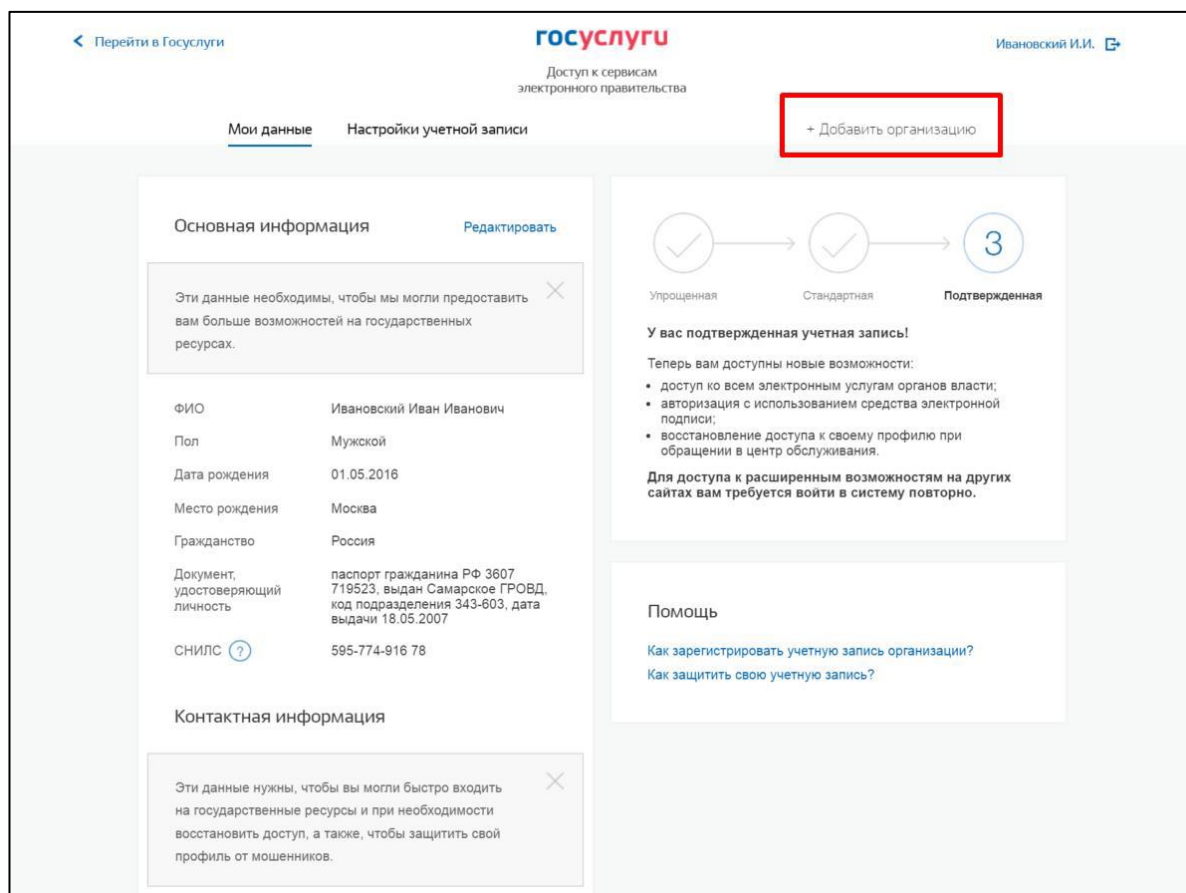 Перейти в Госуслуги
госуслуги
Ивановский И.И.
Доступ к сервисам
электронного правительства
Мои данные
Настройки учетной записи
+ Добавить организацию
Основная информация
Редактировать
Эти данные необходимы, чтобы мы могли предоставить
вам больше возможностей на государственных
ресурсах.
ФИО Ивановский Иван Иванович
Пол Мужской
Дата рождения 01.05.2016
Место рождения Москва
Гражданство Россия
Документ,
удостоверяющий
личность
паспорт гражданина РФ 3607
719523, выдан Самарское ГРОВД,
код подразделения 343-603, дата
выдачи 18.05.2007
СНИЛС ? 595-774-916 78
Контактная информация
Эти данные нужны, чтобы вы могли быстро входить
на государственные ресурсы и при необходимости
восстановить доступ, а также, чтобы защитить свой
профиль от мошенников.
3
Упрощенная
Стандартная
Подтвержденная
У вас подтвержденная учетная запись!
Теперь вам доступны новые возможности:
• доступ ко всем электронным услугам органов власти;
• авторизация с использованием средства электронной
подписи;
• восстановление доступа к своему профилю при
обращении в центр обслуживания.
Для доступа к расширенным возможностям на других
сайтах вам требуется войти в систему повторно.
Помощь
Как зарегистрировать учетную запись организации?
Как защитить свою учетную запись?